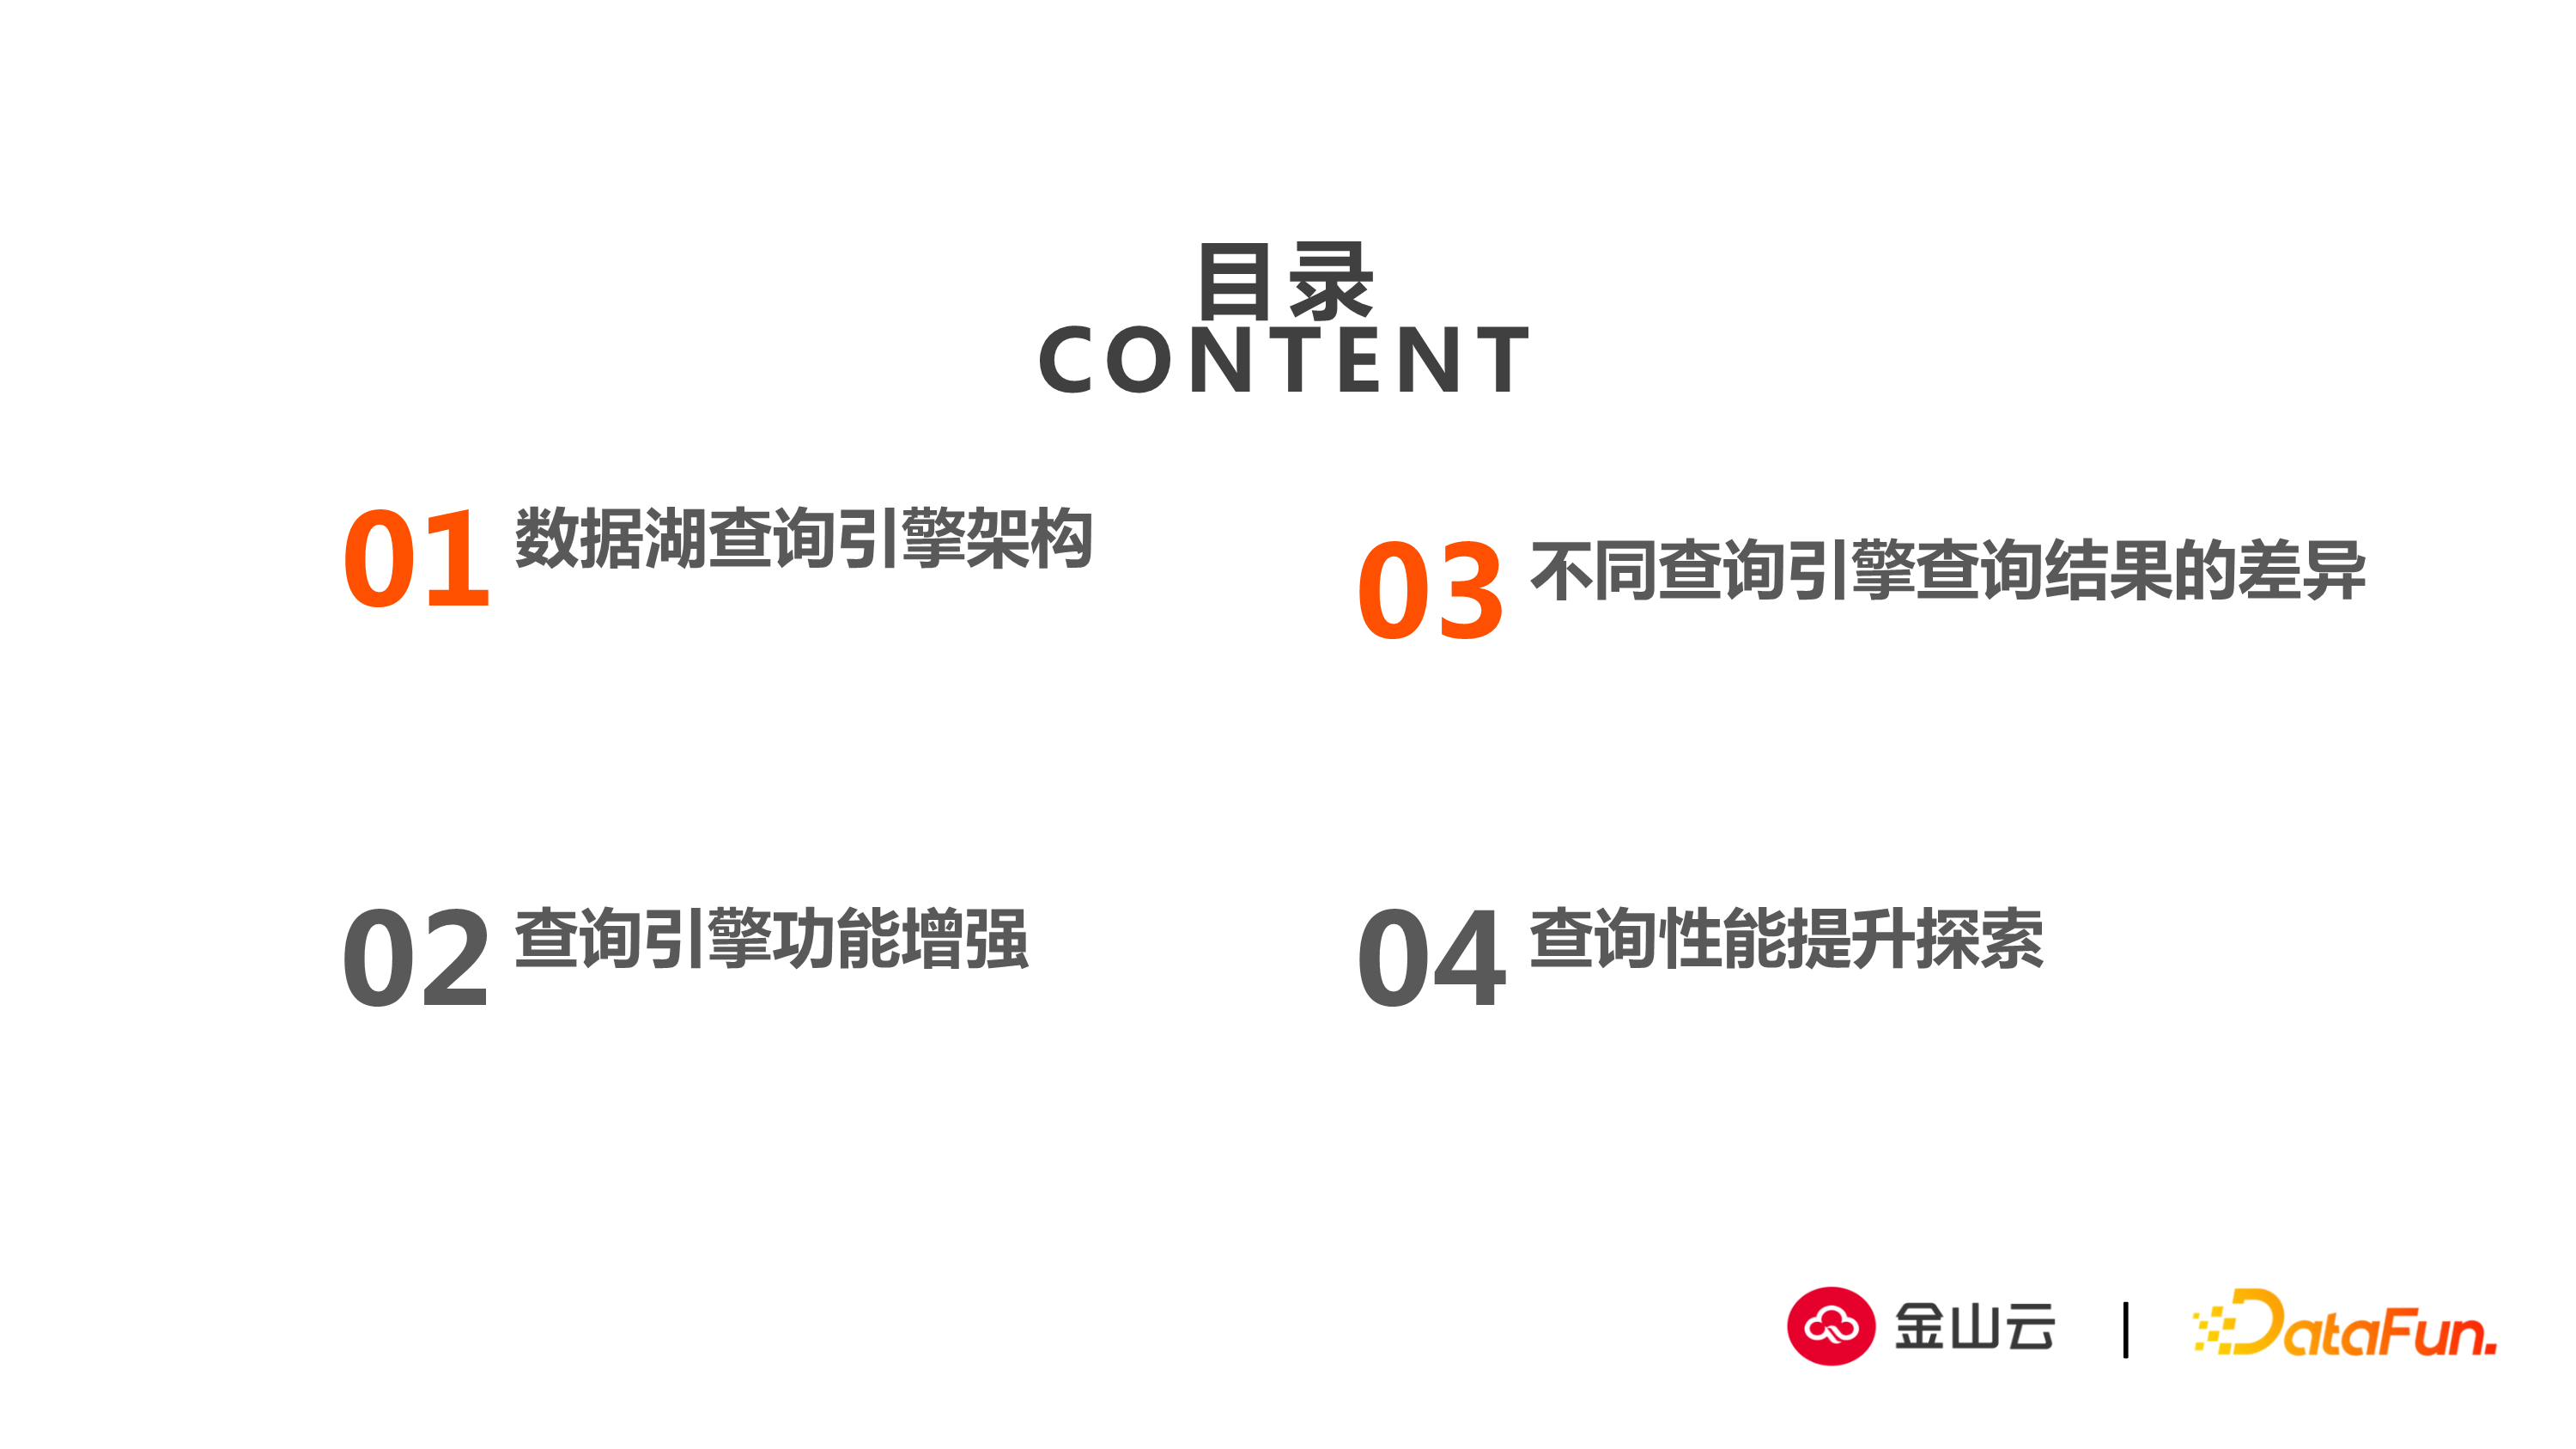 目录
CONTENT
01 数据湖查询引擎架构
02 查询引擎功能增强
03 不同查询引擎查询结果的差异
04 查询性能提升探索
金山云 | DataFun.